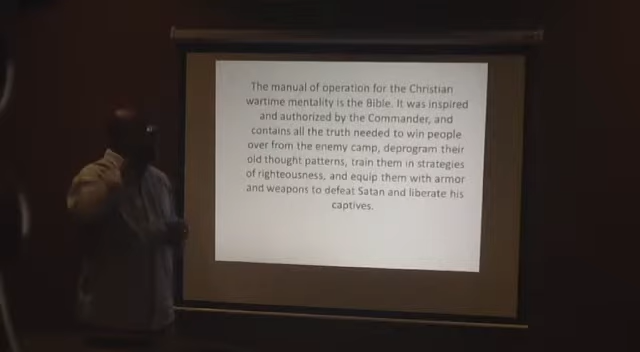 The manual of operation for the Christian
wartime mentality is the Bible. It was inspired
and authorized by the Commander, and
contains all the truth needed to win people
over from the enemy camp, deprogram their
old thought patterns, train them in strategies
of righteousness, and equip them with armor
and weapons to defeat Satan and liberate his
captives.